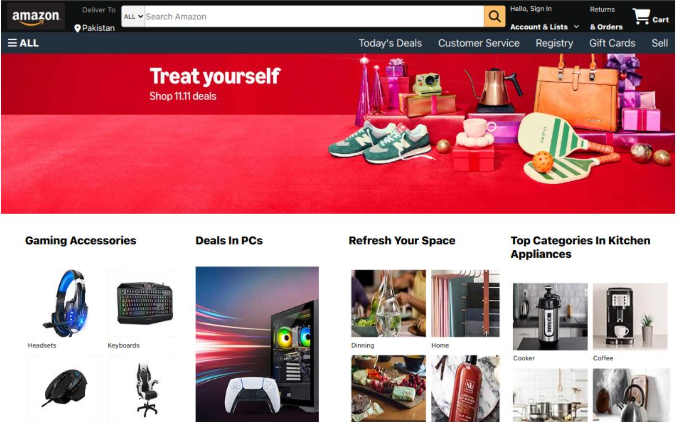 amazon
Deliver To
Pakistan
ALL
Search Amazon
Hello, Sign In
Account & Lists
Returns
& Orders
Cart
ALL
Today's Deals
Customer Service
Registry
Gift Cards
Sell
Treat yourself
Shop 11.11 deals
Gaming Accessories
Deals In PCs
Refresh Your Space
Top Categories In Kitchen
Appliances
Headsets
Keyboards
Dinning
Home
Cooker
Coffee